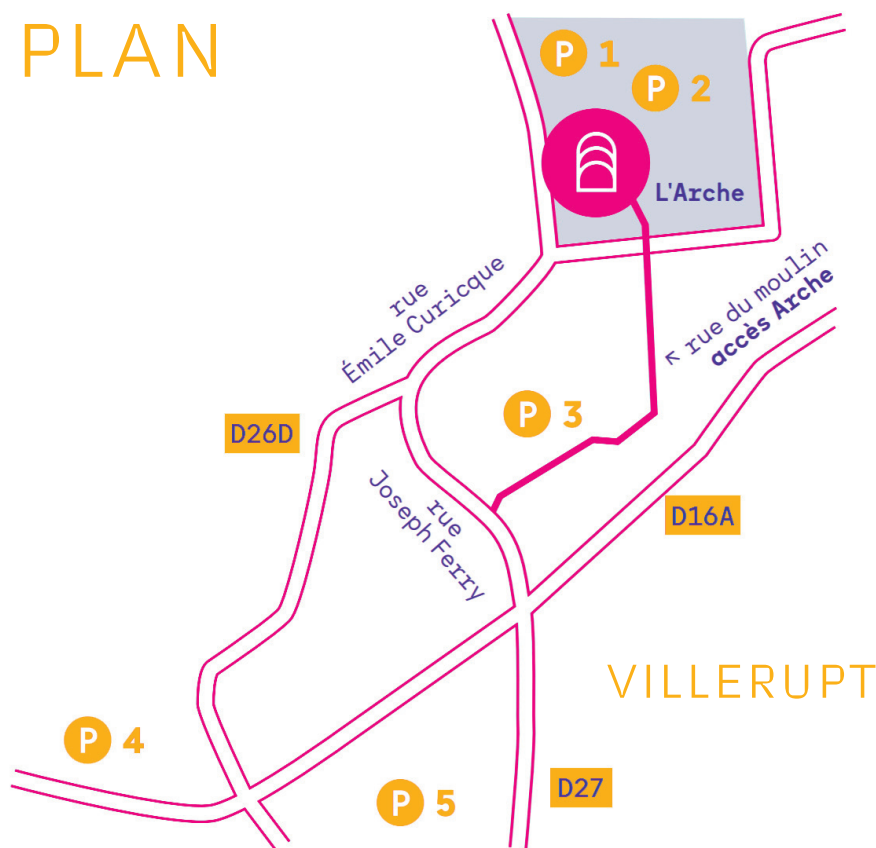 PLAN
P 1
P 2
L'Arche
rue
Émile Curicque
↖ rue du moulin
accès Arche
P 3
D26D
rue
Joseph Ferry
D16A
VILLERUPT
P 4
D27
P 5